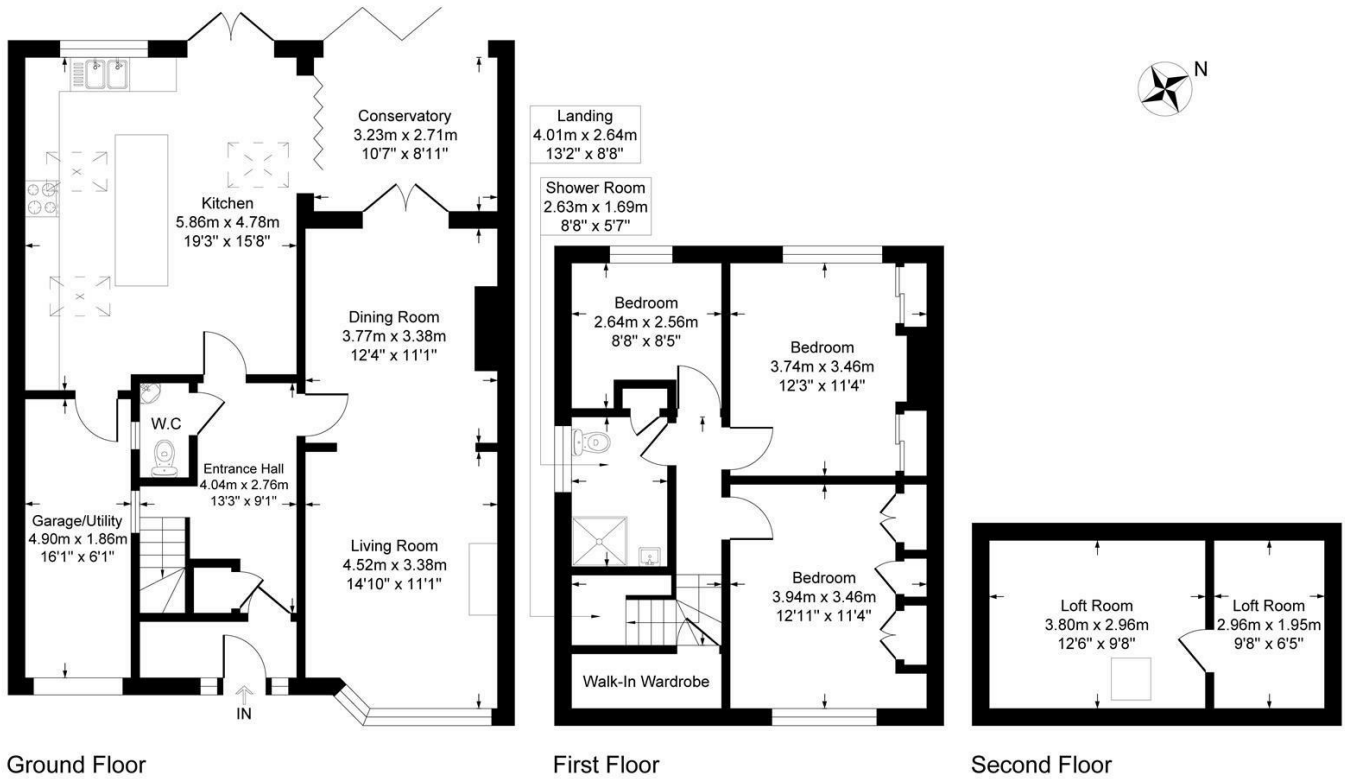 N
Conservatory
3.23m x 2.71m
10'7" x 8'11"
Landing
4.01m x 2.64m
13'2" x 8'8"
Shower Room
2.63m x 1.69m
8'8" x 5'7"
Kitchen
5.86m x 4.78m
19'3" x 15'8"
Dining Room
3.77m x 3.38m
12'4" x 11'1"
Bedroom
2.64m x 2.56m
8'8" x 8'5"
Bedroom
3.74m x 3.46m
12'3" x 11'4"
W.C
Entrance Hall
4.04m x 2.76m
13'3" x 9'1"
Garage/Utility
4.90m x 1.86m
16'1" x 6'1"
Living Room
4.52m x 3.38m
14'10" x 11'1"
Bedroom
3.94m x 3.46m
12'11" x 11'4"
Loft Room
3.80m x 2.96m
12'6" x 9'8"
Loft Room
2.96m x 1.95m
9'8" x 6'5"
Walk-In Wardrobe
IN
Ground Floor
First Floor
Second Floor